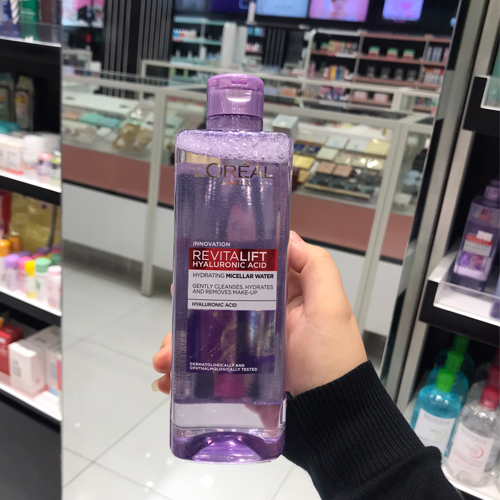 L'ORÉAL
INNOVATION
REVITALIFT
HYALURONIC ACID
HYDRATING MICELLAR WATER
GENTLY CLEANSES, HYDRATES
AND REMOVES MAKE-UP
HYALURONIC ACID
DERMATOLOGICALLY AND
OPHTHALMOLOGICALLY TESTED